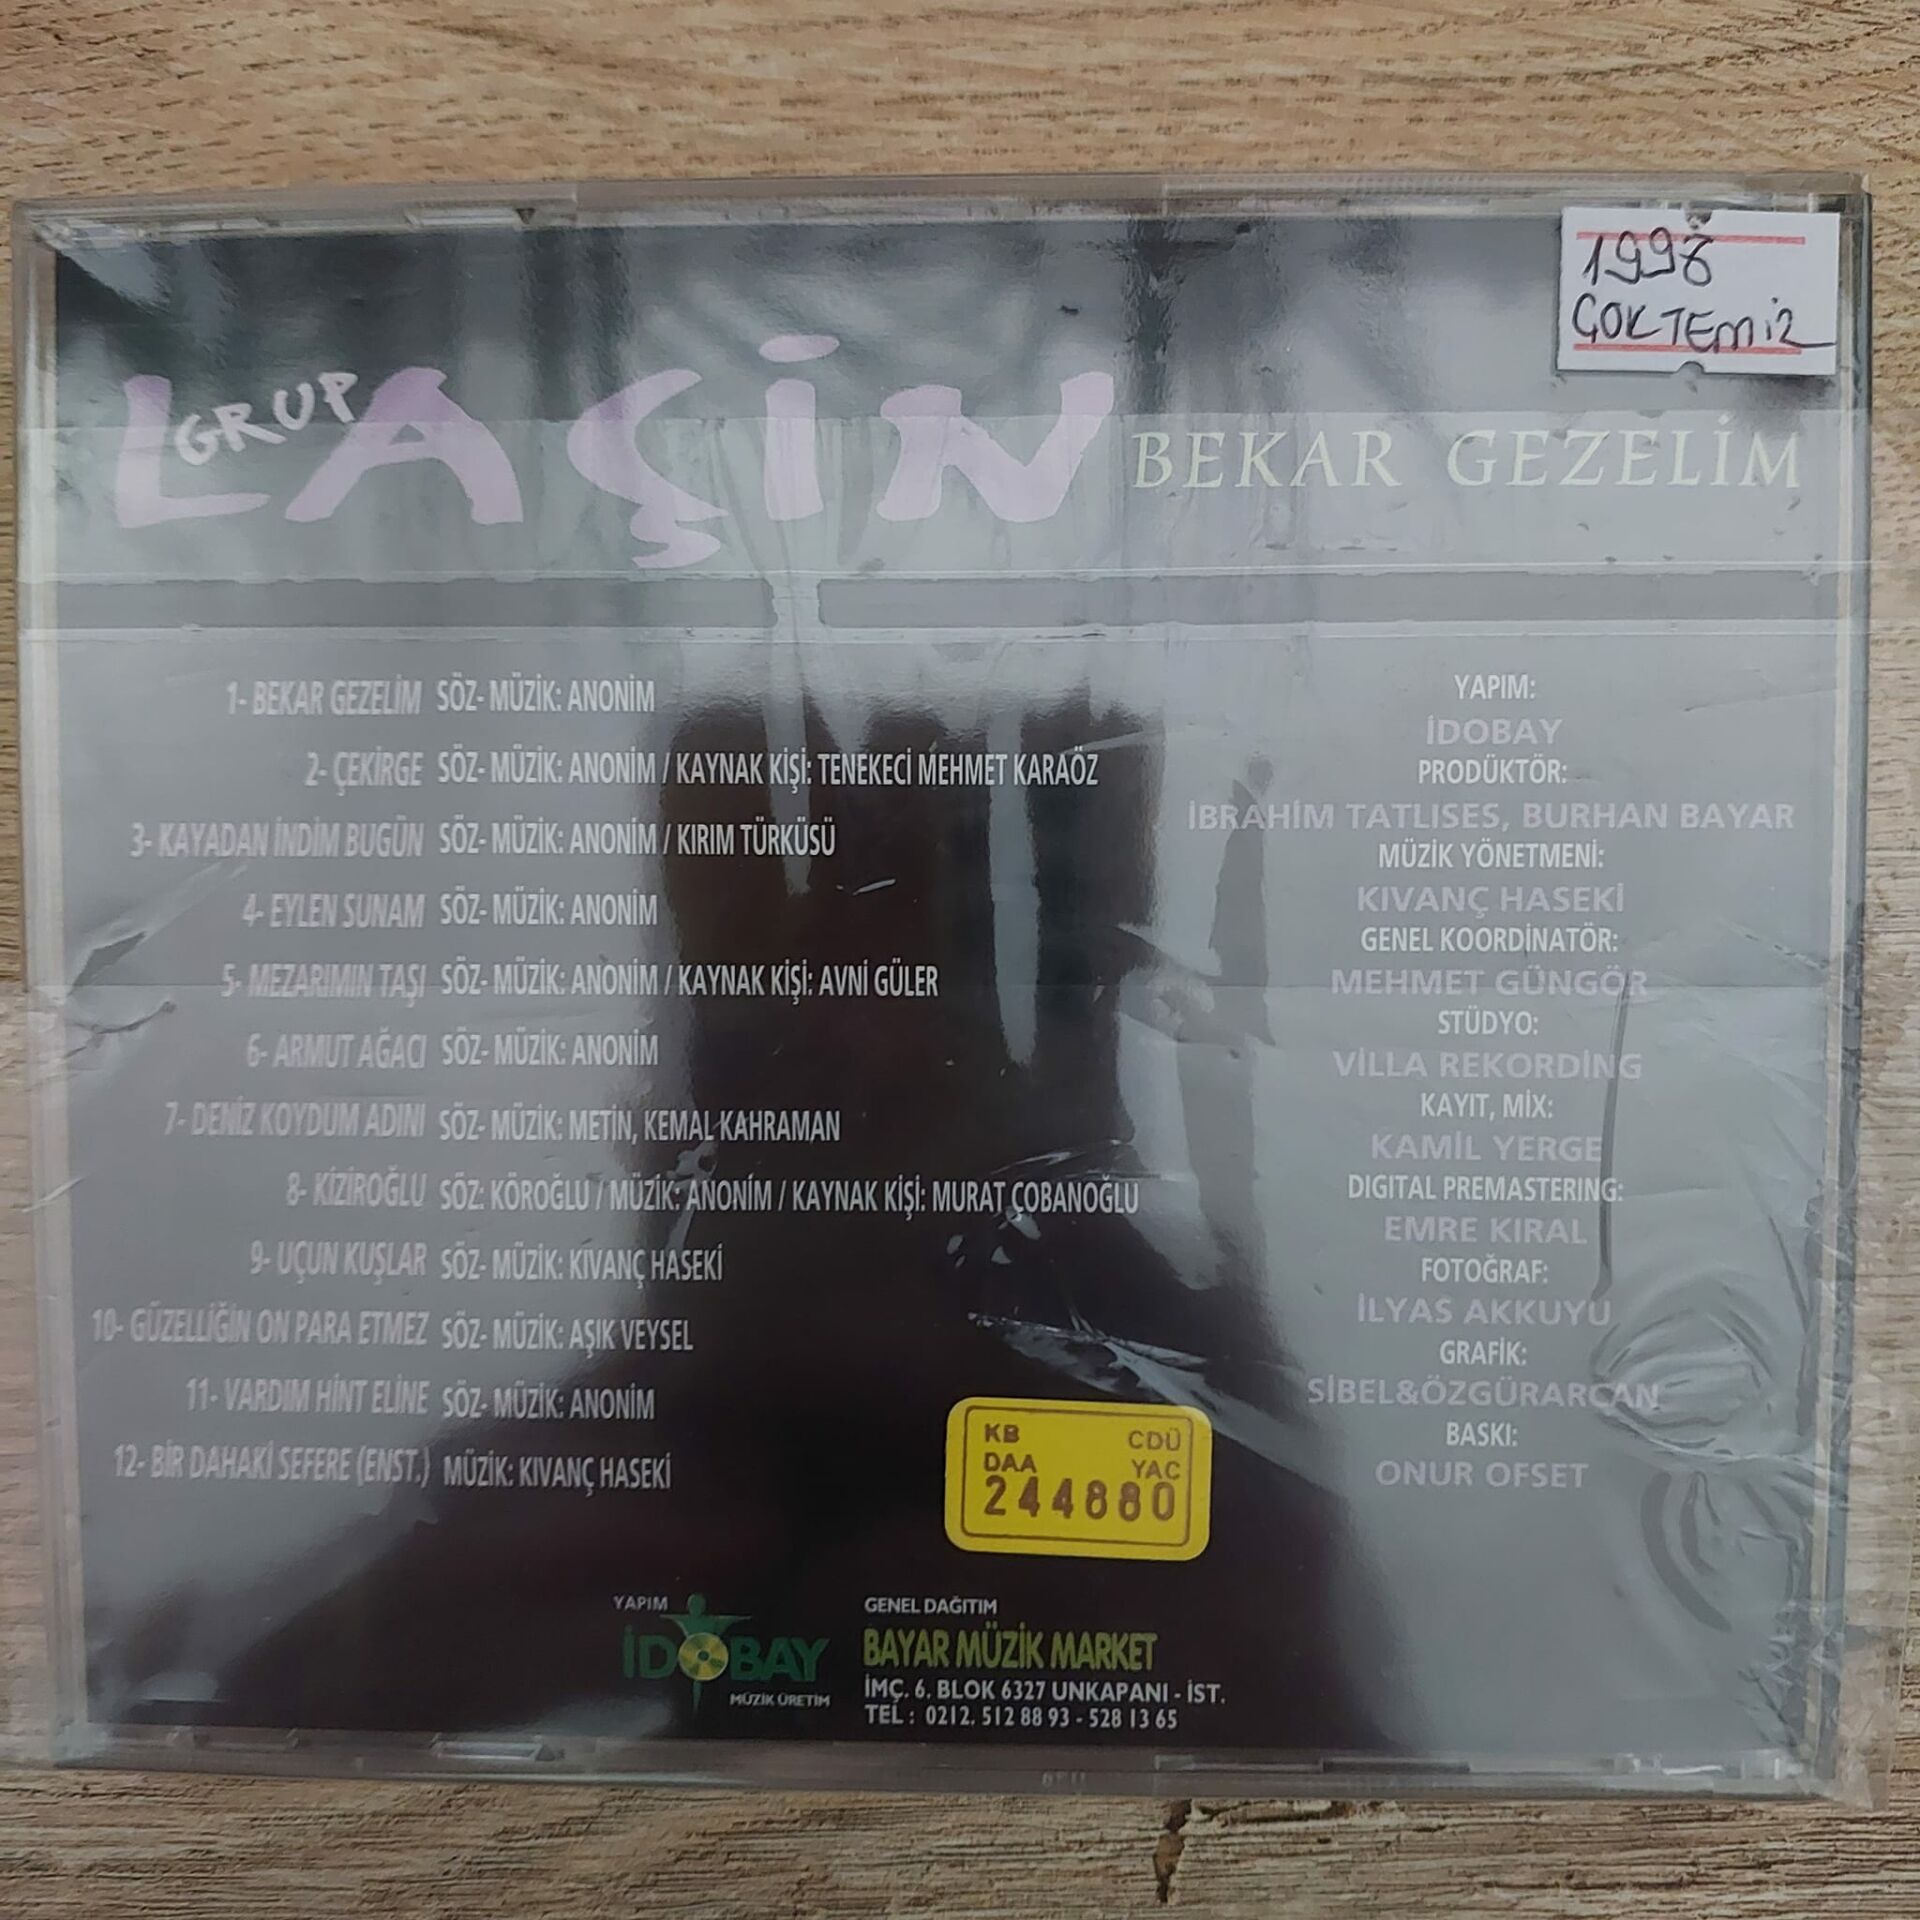 1998
ÇOK TEMİZ
GRUP LAÇİN
BEKAR GEZELİM
1- BEKAR GEZELİM SÖZ- MÜZİK: ANONİM
2- ÇEKİRGE SÖZ- MÜZİK: ANONİM / KAYNAK KİŞİ: TENEKECİ MEHMET KARAÖZ
3- KAYADAN İNDİM BUGÜN SÖZ- MÜZİK: ANONİM / KIRIM TÜRKÜSÜ
4- EYLEN SUNAM SÖZ- MÜZİK: ANONİM
5- MEZARIMIN TAŞI SÖZ- MÜZİK: ANONİM / KAYNAK KİŞİ: AVNİ GÜLER
6- ARMUT AĞACI SÖZ- MÜZİK: ANONİM
7- DENİZ KOYDUM ADINI SÖZ- MÜZİK: METİN, KEMAL KAHRAMAN
8- KİZİROĞLU SÖZ: KÖROĞLU / MÜZİK: ANONİM / KAYNAK KİŞİ: MURAT ÇOBANOĞLU
9- UÇUN KUŞLAR SÖZ- MÜZİK: KIVANÇ HASEKİ
10- GÜZELLİĞİN ON PARA ETMEZ SÖZ- MÜZİK: AŞIK VEYSEL
11- VARDIM HİNT ELİNE SÖZ- MÜZİK: ANONİM
12- BİR DAHAKİ SEFERE (ENST.) MÜZİK: KIVANÇ HASEKİ
YAPIM:
İDOBAY
PRODÜKTÖR:
İBRAHİM TATLISES, BURHAN BAYAR
MÜZİK YÖNETMENİ:
KIVANÇ HASEKİ
GENEL KOORDİNATÖR:
MEHMET GÜNGÖR
STÜDYO:
VİLLA REKORDİNG
KAYIT, MIX:
KAMİL YERGE
DIGITAL PREMASTERING:
EMRE KIRAL
FOTOĞRAF:
İLYAS AKKUYU
GRAFİK:
SİBEL&ÖZGÜRARCAN
BASKI:
ONUR OFSET
KB CDÜ
DAA YAC
244880
YAPIM
İDOBAY
MÜZİK ÜRETİM
GENEL DAĞITIM
BAYAR MÜZİK MARKET
İMÇ. 6. BLOK 6327 UNKAPANI - İST.
TEL : 0212. 512 88 93 - 528 13 65